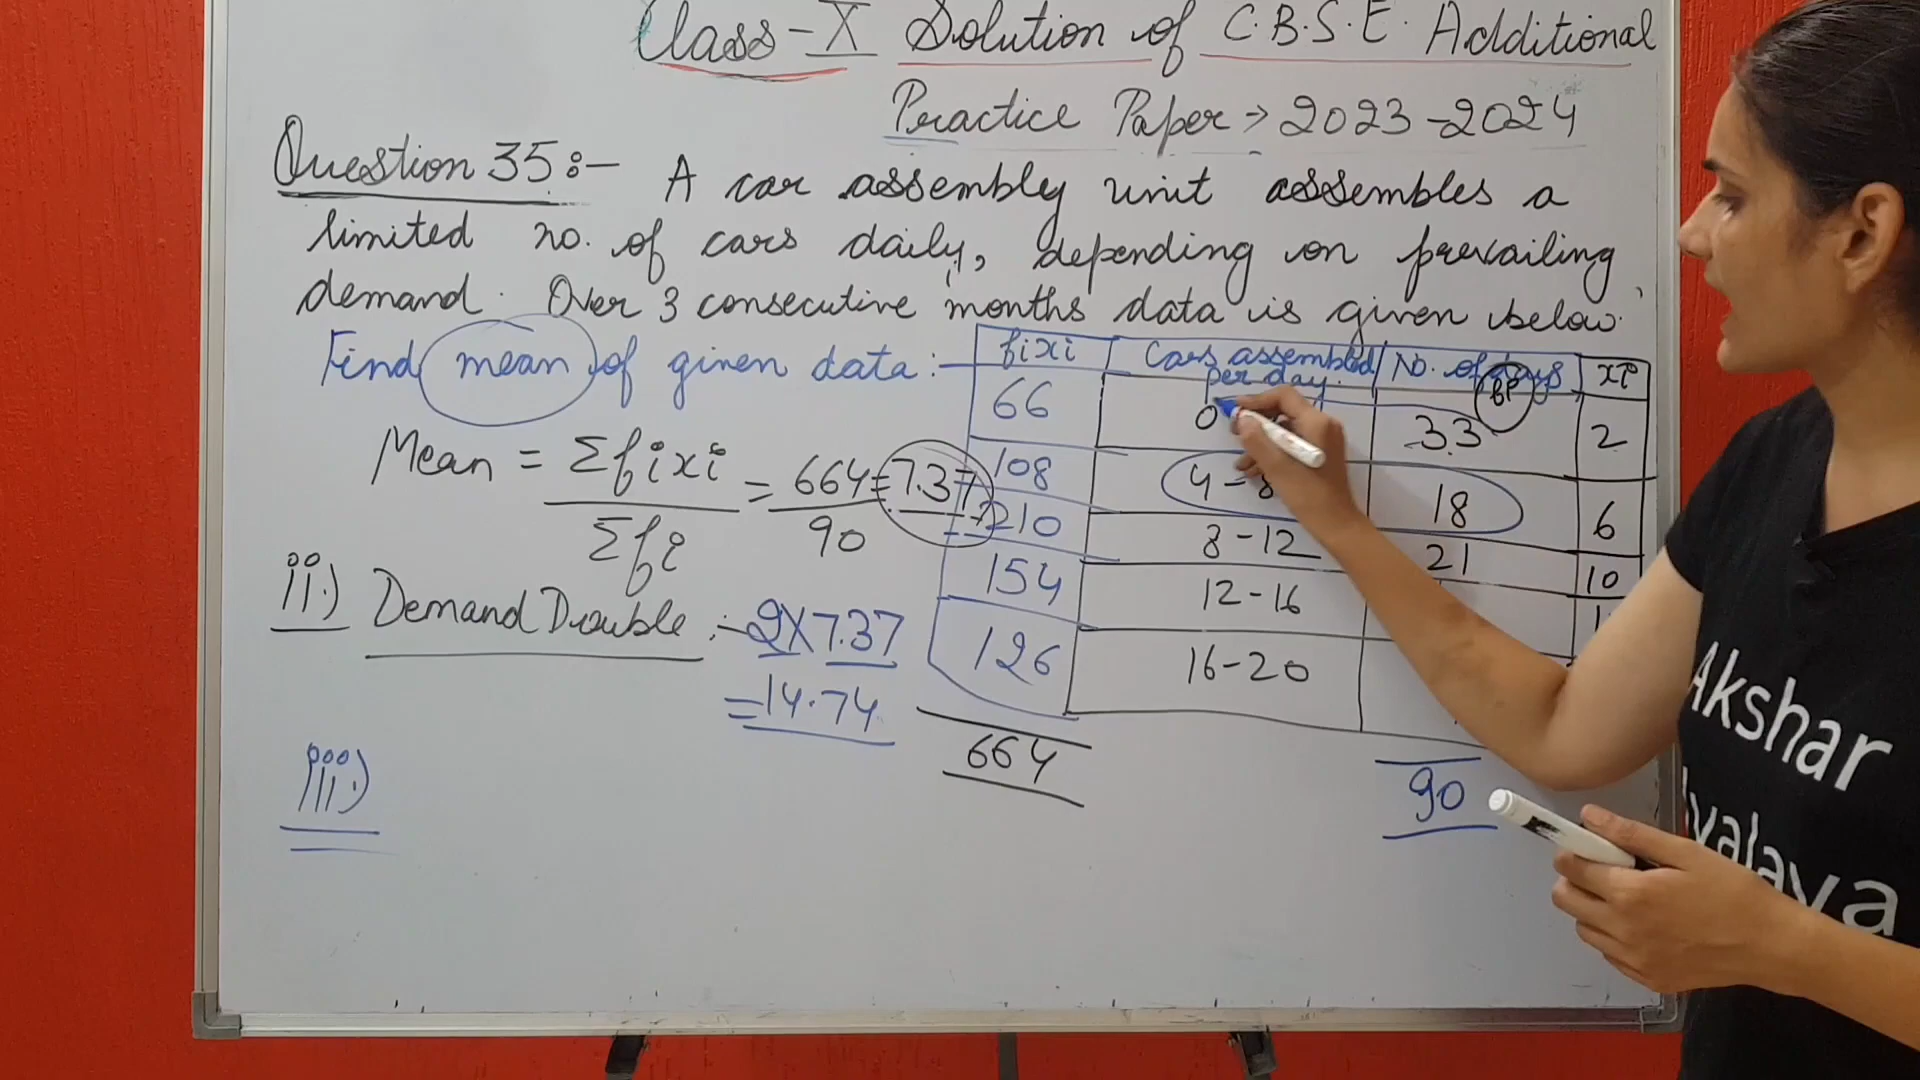 Class-X Solution of C.B.S.E. Additional
Practice Paper → 2023-2024
Question 35:- A car assembly unit assembles a
limited no. of cars daily, depending on prevailing
demand. Over 3 consecutive months data is given below.
Find mean of given data:-
fixi Cars assembled per day. No. of days xi
66 0 33 2
108 4-8 18 6
210 8-12 21 10
154 12-16
126 16-20
664 90
Mean = Σfixi / Σfi = 664 / 90 = 7.37
ii.) Demand Double :- 2×7.37
= 14.74
iii.)
Akshar